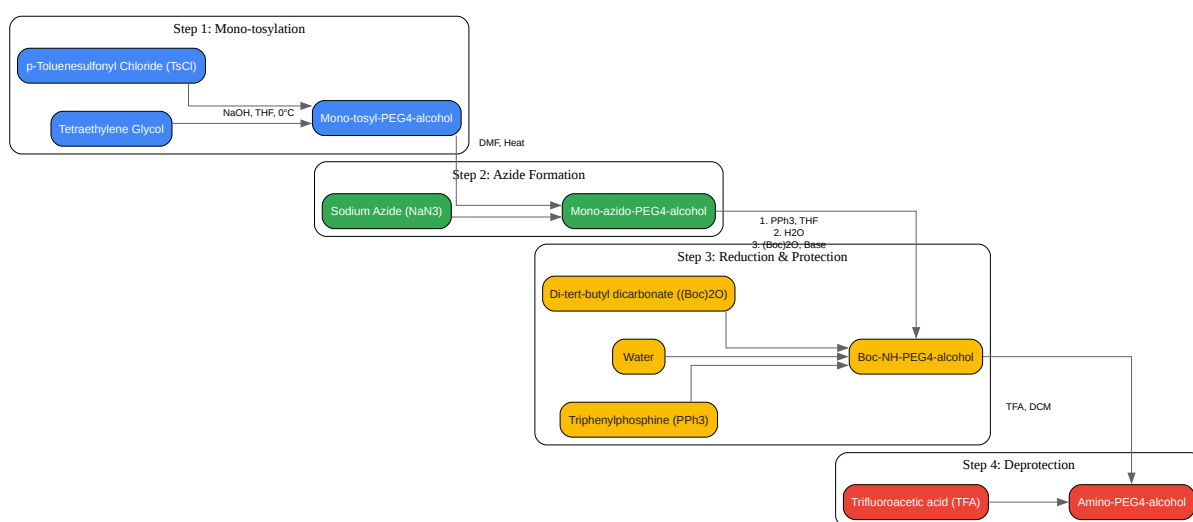 Step 1: Mono-tosylation
p-Toluenesulfonyl Chloride (TsCl)
NaOH, THF, 0°C
Mono-tosyl-PEG4-alcohol
Tetraethylene Glycol
DMF, Heat
Step 2: Azide Formation
Sodium Azide (NaN3)
Mono-azido-PEG4-alcohol
1. PPh3, THF
2. H2O
3. (Boc)2O, Base
Step 3: Reduction & Protection
Di-tert-butyl dicarbonate ((Boc)2O)
Water
Boc-NH-PEG4-alcohol
Triphenylphosphine (PPh3)
TFA, DCM
Step 4: Deprotection
Trifluoroacetic acid (TFA)
Amino-PEG4-alcohol